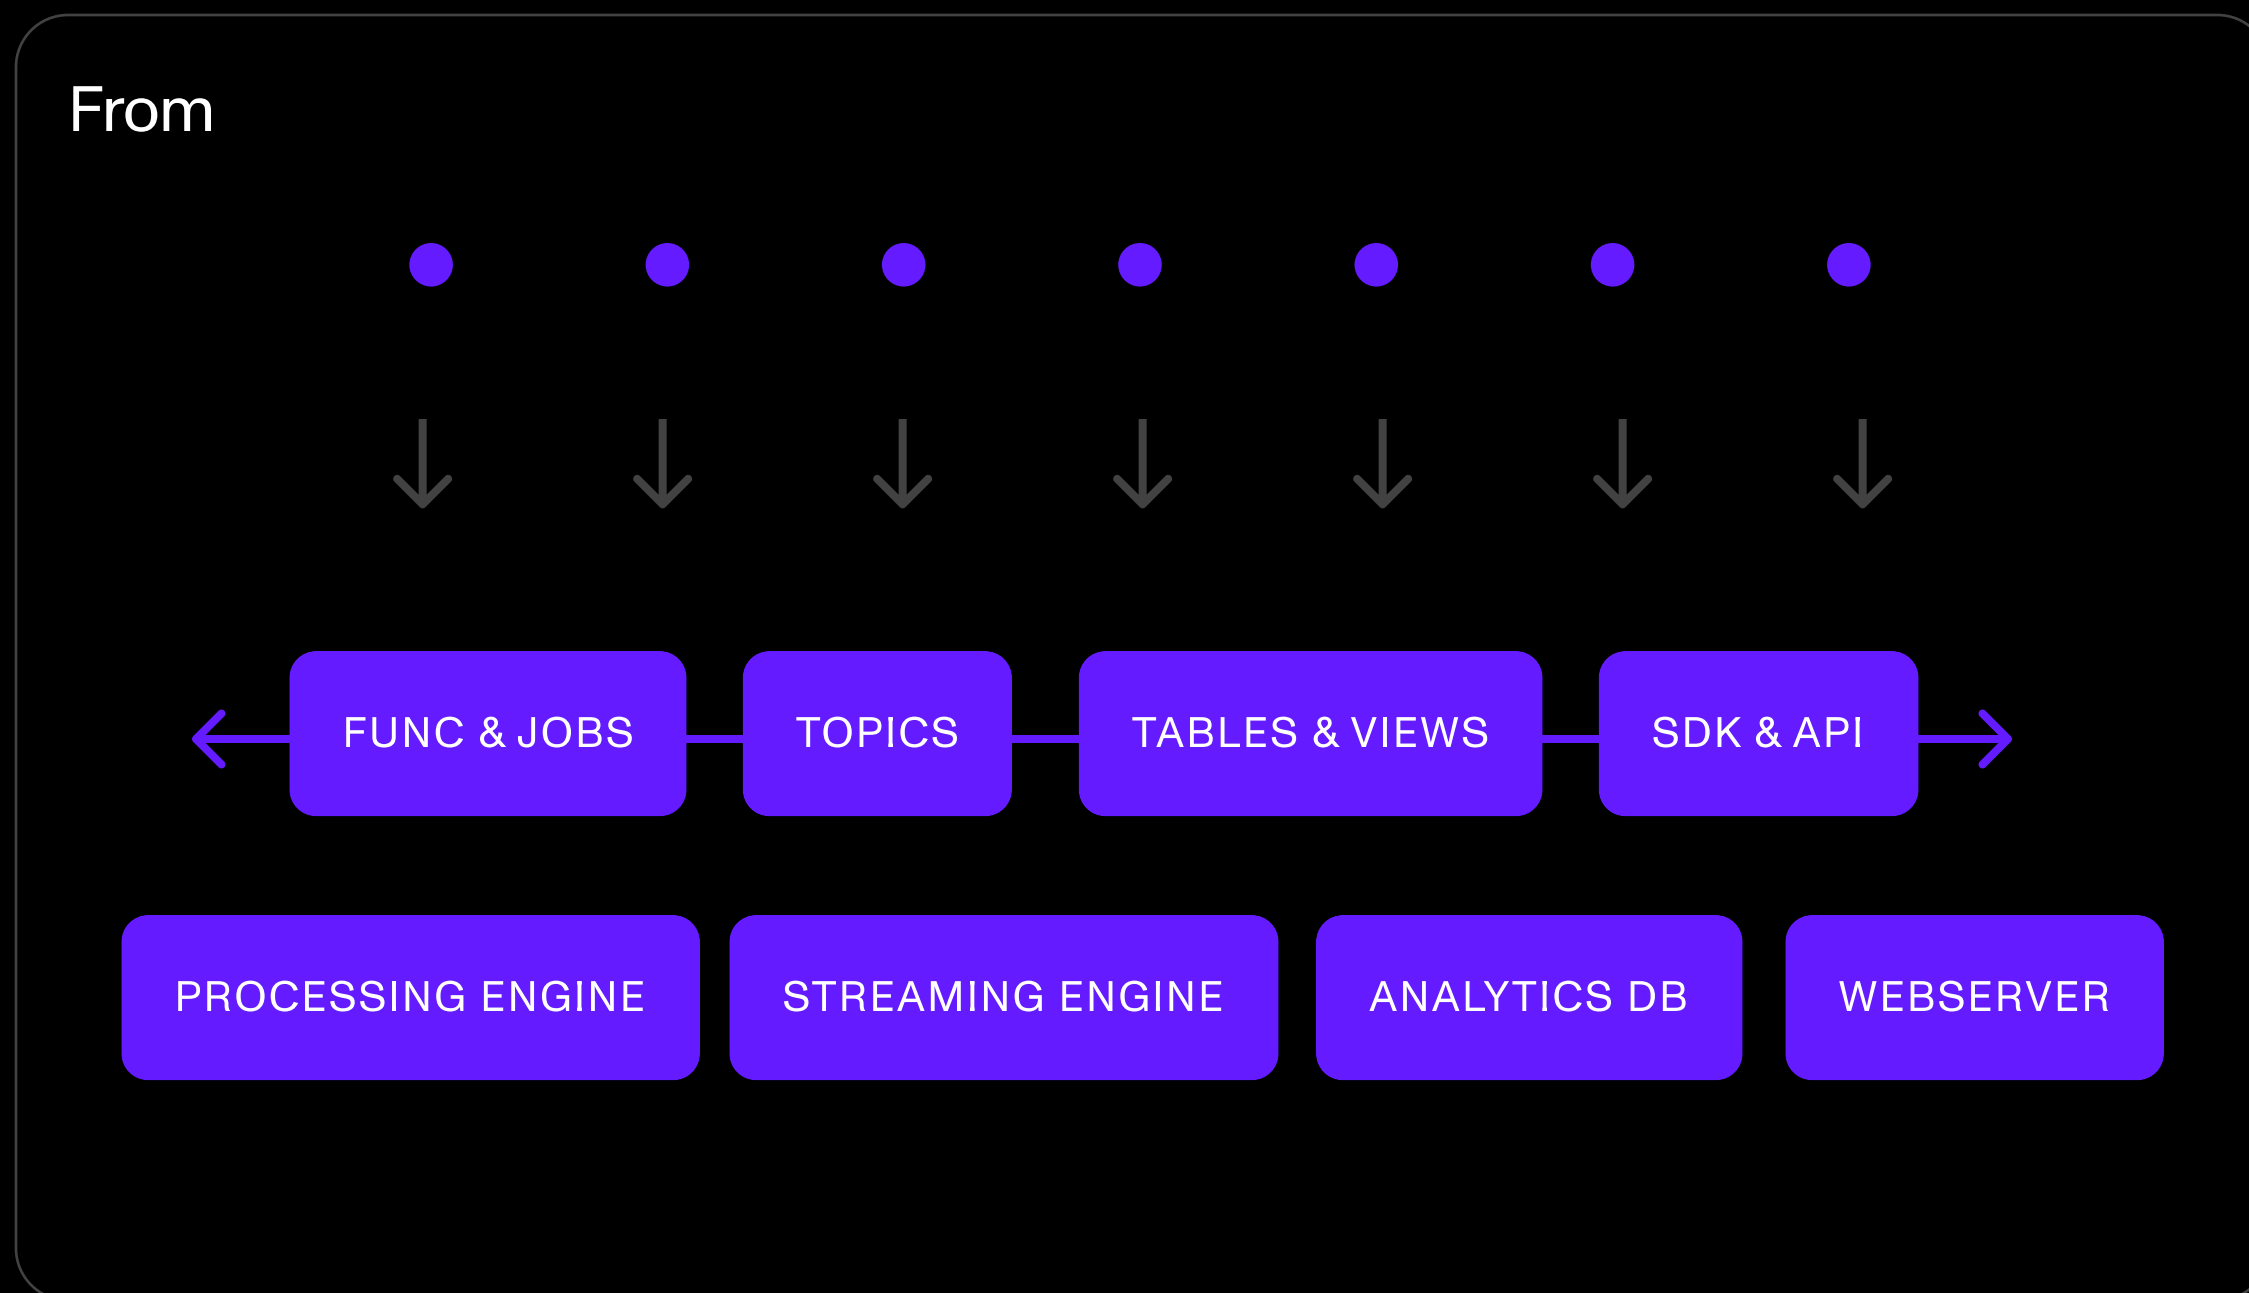 From
FUNC & JOBS
TOPICS
TABLES & VIEWS
SDK & API
PROCESSING ENGINE
STREAMING ENGINE
ANALYTICS DB
WEBSERVER